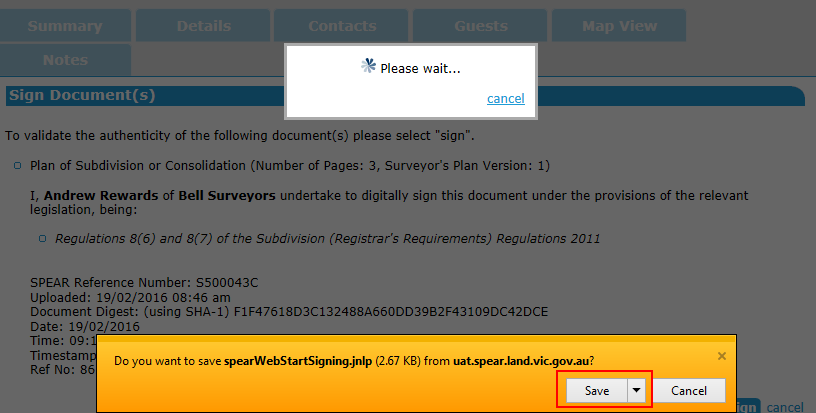 Summary
Details
Contacts
Guests
Map View
Notes
Please wait...
cancel
Sign Document(s)
To validate the authenticity of the following document(s) please select "sign".
Plan of Subdivision or Consolidation (Number of Pages: 3, Surveyor's Plan Version: 1)
I, Andrew Rewards of Bell Surveyors undertake to digitally sign this document under the provisions of the relevant
legislation, being:
Regulations 8(6) and 8(7) of the Subdivision (Registrar's Requirements) Regulations 2011
SPEAR Reference Number: S500043C
Uploaded: 19/02/2016 08:46 am
Document Digest: (using SHA-1) F1F47618D3C132488A660DD39B2F43109DC42DCE
Date: 19/02/2016
Time: 09:1
Timestamp
Ref No: 86
Do you want to save spearWebStartSigning.jnlp (2.67 KB) from uat.spear.land.vic.gov.au?
Save
Cancel
ign cancel